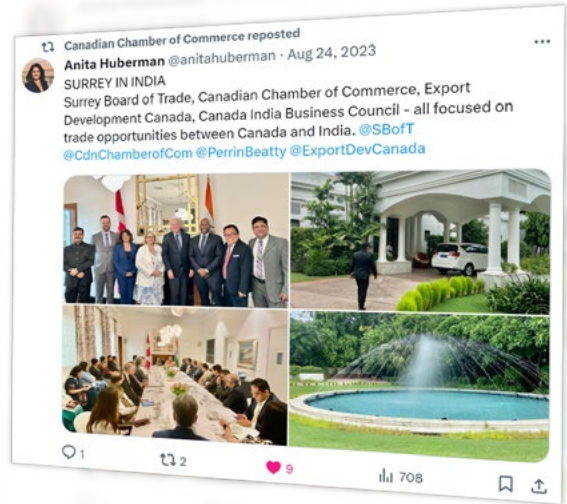 Canadian Chamber of Commerce reposted
Anita Huberman @anitahuberman · Aug 24, 2023
SURREY IN INDIA
Surrey Board of Trade, Canadian Chamber of Commerce, Export
Development Canada, Canada India Business Council - all focused on
trade opportunities between Canada and India. @SBofT
@CdnChamberofCom @PerrinBeatty @ExportDevCanada
1
2
9
708